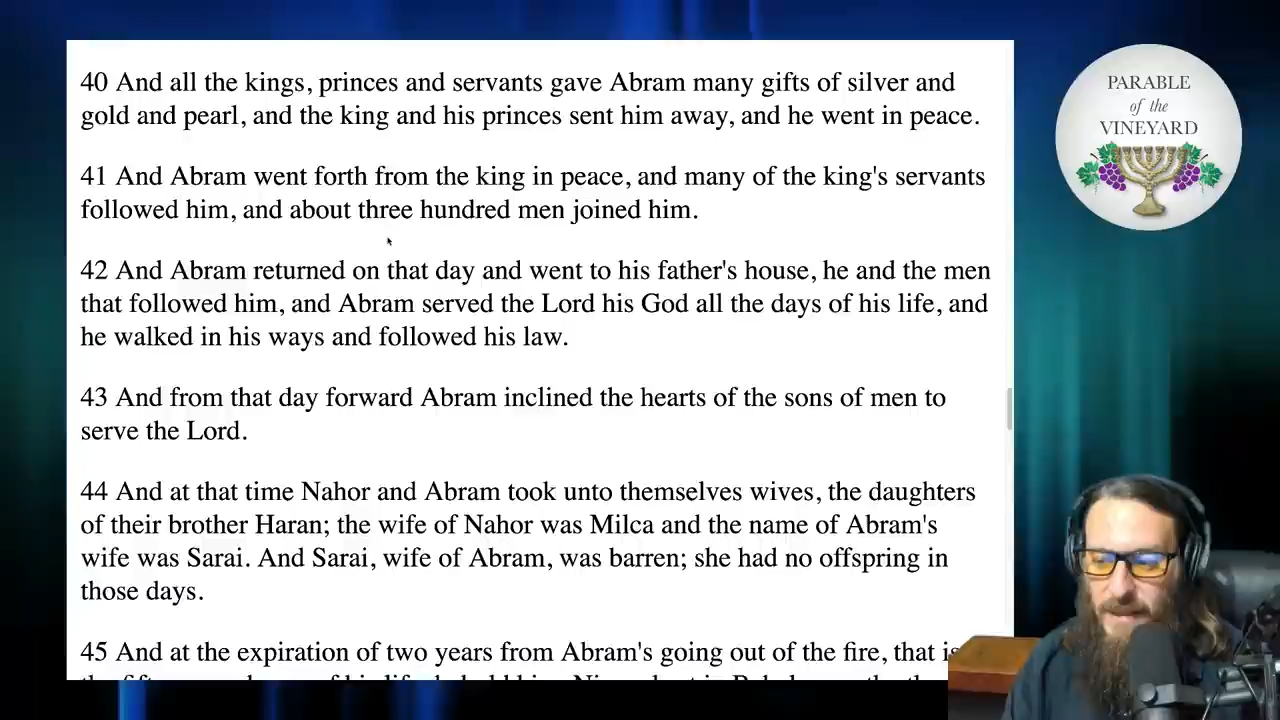 40 And all the kings, princes and servants gave Abram many gifts of silver and
gold and pearl, and the king and his princes sent him away, and he went in peace.
41 And Abram went forth from the king in peace, and many of the king's servants
followed him, and about three hundred men joined him.
42 And Abram returned on that day and went to his father's house, he and the men
that followed him, and Abram served the Lord his God all the days of his life, and
he walked in his ways and followed his law.
43 And from that day forward Abram inclined the hearts of the sons of men to
serve the Lord.
44 And at that time Nahor and Abram took unto themselves wives, the daughters
of their brother Haran; the wife of Nahor was Milca and the name of Abram's
wife was Sarai. And Sarai, wife of Abram, was barren; she had no offspring in
those days.
45 And at the expiration of two years from Abram's going out of the fire, that is
PARABLE
of the
VINEYARD